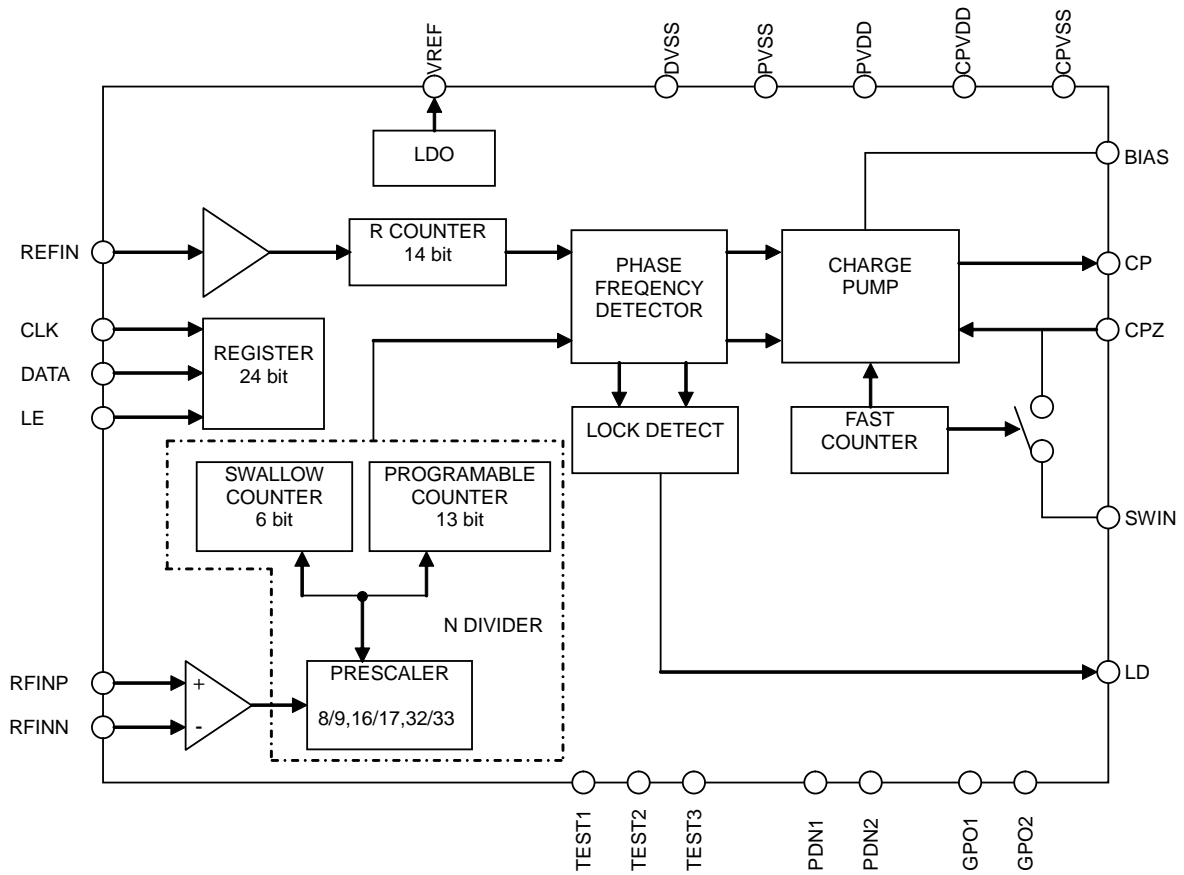 VREF
DVSS
PVSS
PVDD
CPVDD
CPVSS
LDO
BIAS
REFIN
R COUNTER
14 bit
PHASE
FREQENCY
DETECTOR
CHARGE
PUMP
CP
CLK
DATA
LE
REGISTER
24 bit
CPZ
LOCK DETECT
FAST
COUNTER
SWALLOW
COUNTER
6 bit
PROGRAMABLE
COUNTER
13 bit
SWIN
N DIVIDER
RFINP
RFINN
+
-
PRESCALER
8/9,16/17,32/33
LD
TEST1
TEST2
TEST3
PDN1
PDN2
GPO1
GPO2